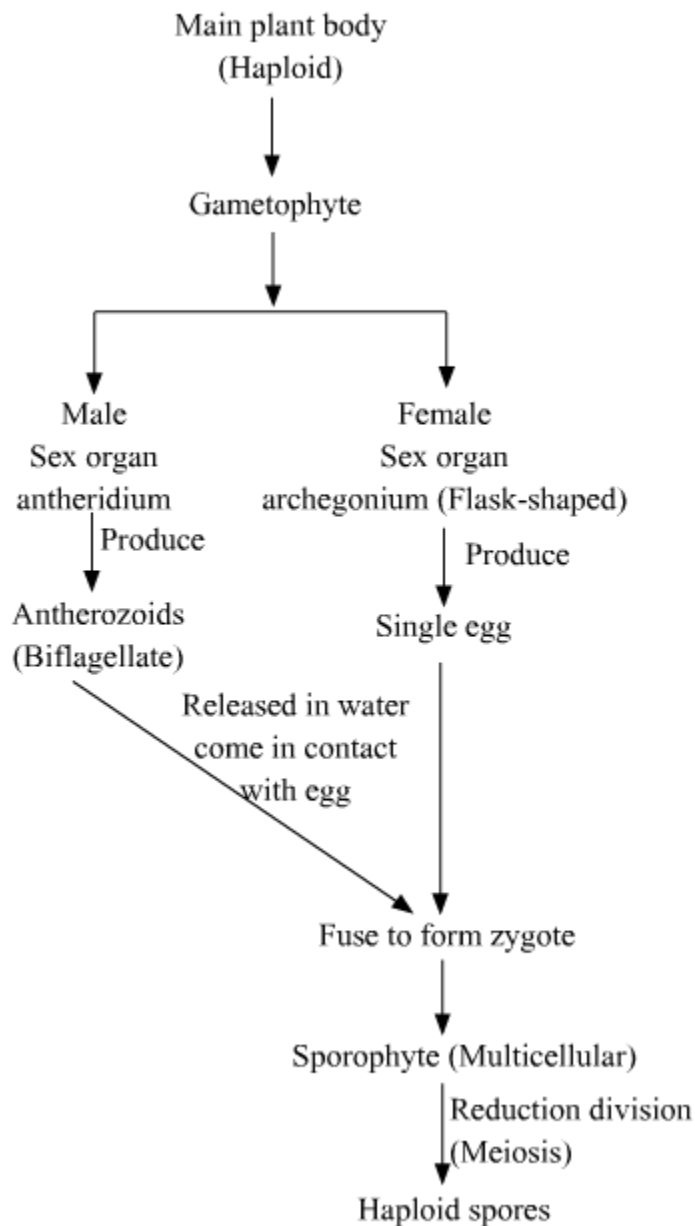 Main plant body
(Haploid)
Gametophyte
Male
Sex organ
antheridium
Female
Sex organ
archegonium (Flask-shaped)
Produce
Produce
Antherozoids
(Biflagellate)
Single egg
Released in water
come in contact
with egg
Fuse to form zygote
Sporophyte (Multicellular)
Reduction division
(Meiosis)
Haploid spores